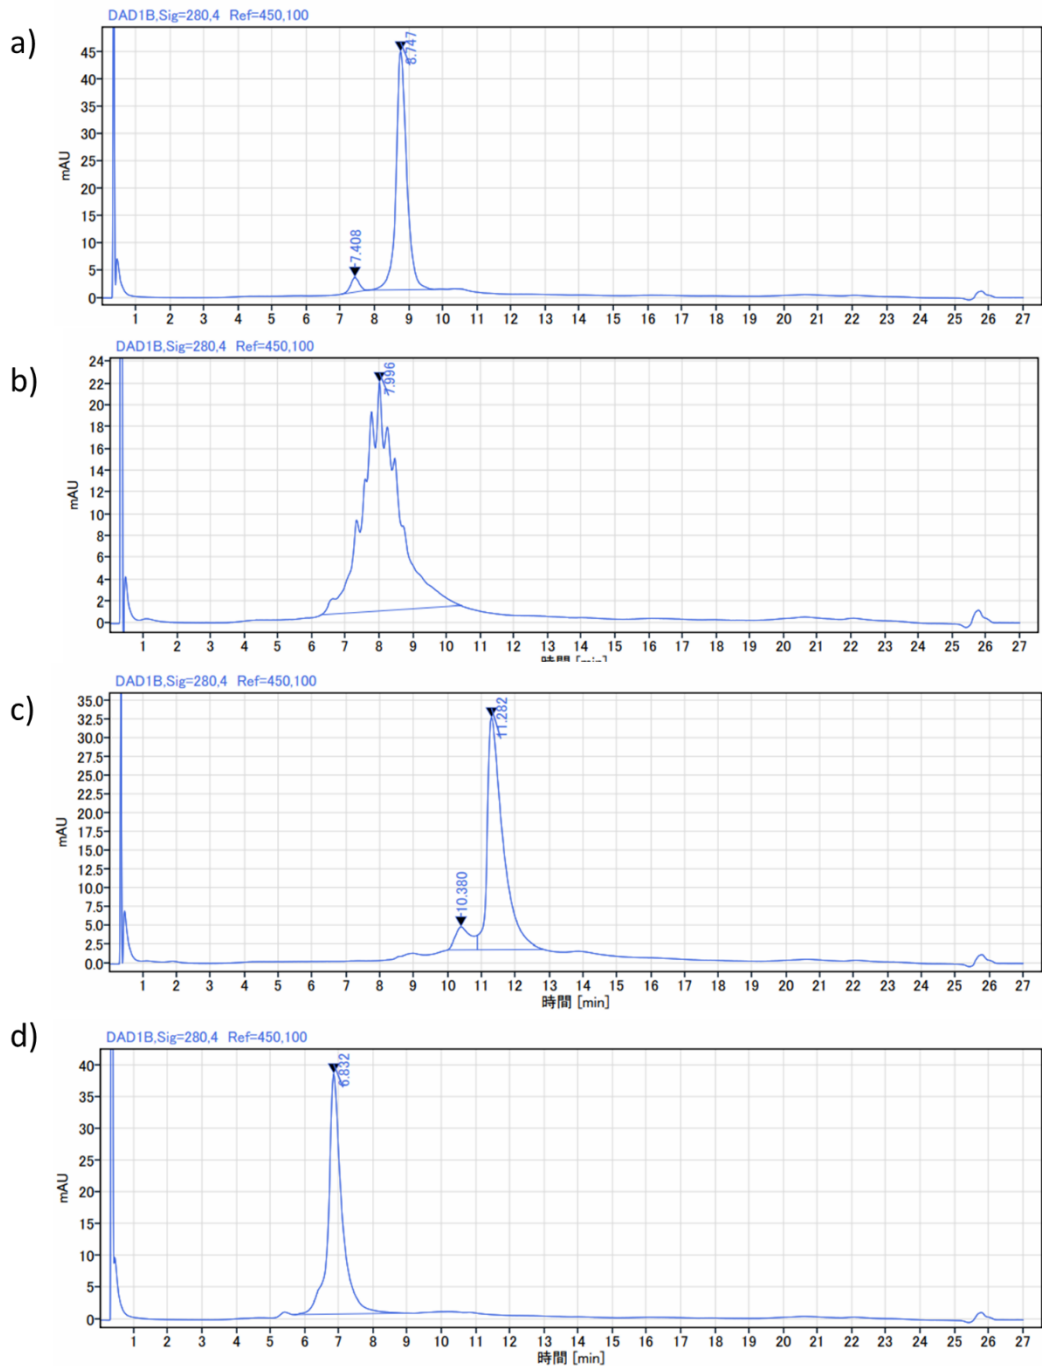 a)
DAD1B,Sig=280,4 Ref=450,100
mAU
45
40
35
30
25
20
15
10
5
0
7.408
8.747
1 2 3 4 5 6 7 8 9 10 11 12 13 14 15 16 17 18 19 20 21 22 23 24 25 26 27
b)
DAD1B,Sig=280,4 Ref=450,100
mAU
24
22
20
18
16
14
12
10
8
6
4
2
0
7.996
1 2 3 4 5 6 7 8 9 10 11 12 13 14 15 16 17 18 19 20 21 22 23 24 25 26 27
時間 [min]
c)
DAD1B,Sig=280,4 Ref=450,100
mAU
35.0
32.5
30.0
27.5
25.0
22.5
20.0
17.5
15.0
12.5
10.0
7.5
5.0
2.5
0.0
10.380
11.282
1 2 3 4 5 6 7 8 9 10 11 12 13 14 15 16 17 18 19 20 21 22 23 24 25 26 27
時間 [min]
d)
DAD1B,Sig=280,4 Ref=450,100
mAU
40
35
30
25
20
15
10
5
0
6.832
1 2 3 4 5 6 7 8 9 10 11 12 13 14 15 16 17 18 19 20 21 22 23 24 25 26 27
時間 [min]